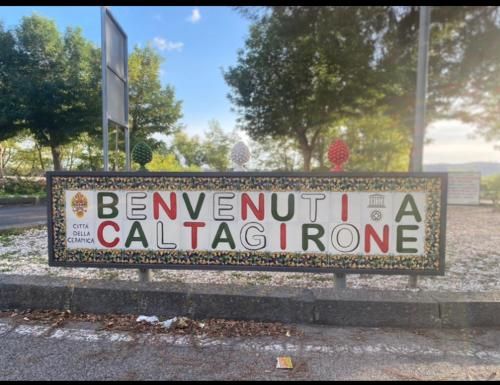 BENVENUTI A
CALTAGIRONE
CITTÀ
DELLA
CERAMICA